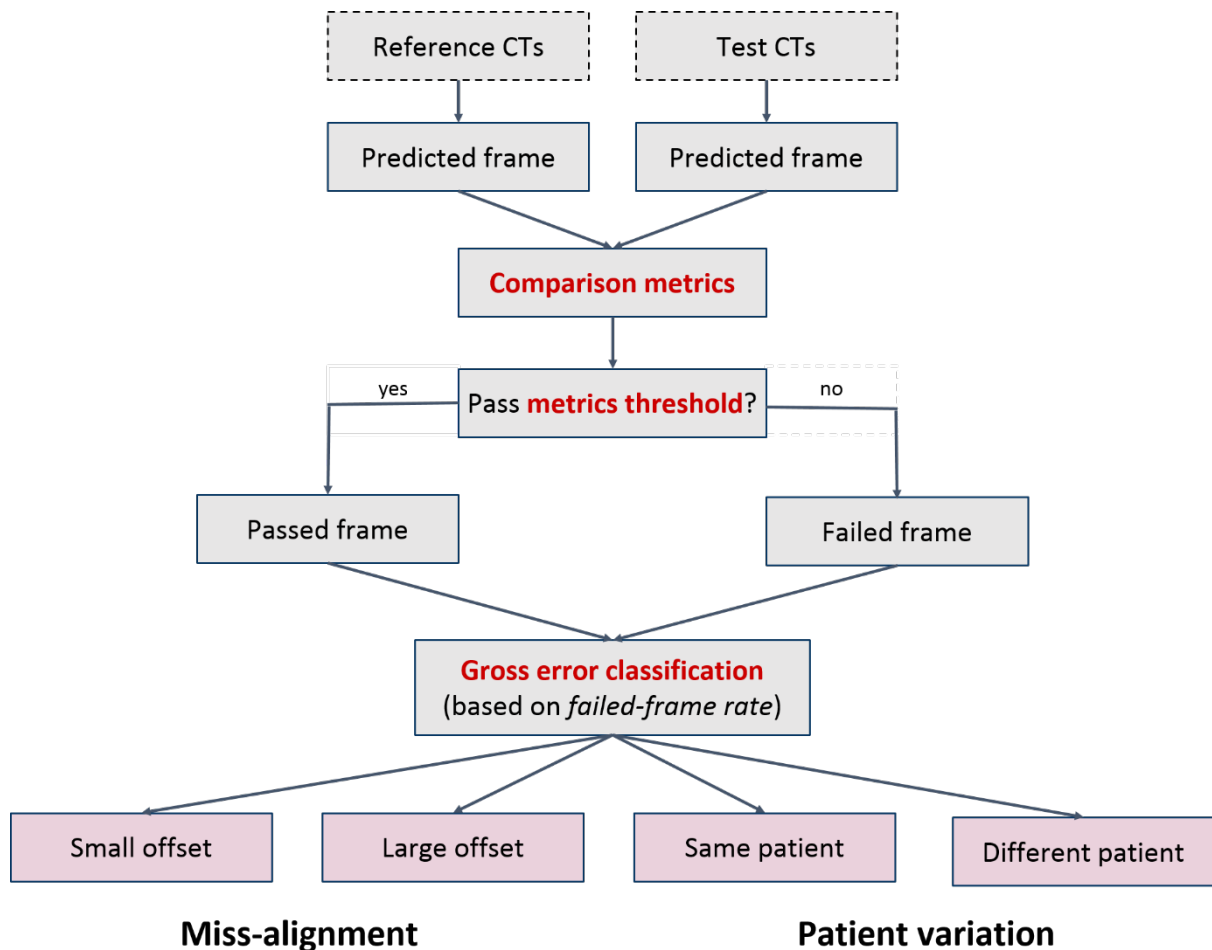 Reference CTs
Test CTs
Predicted frame
Predicted frame
Comparison metrics
yes
Pass metrics threshold?
no
Passed frame
Failed frame
Gross error classification
(based on failed-frame rate)
Small offset
Large offset
Same patient
Different patient
Miss-alignment
Patient variation